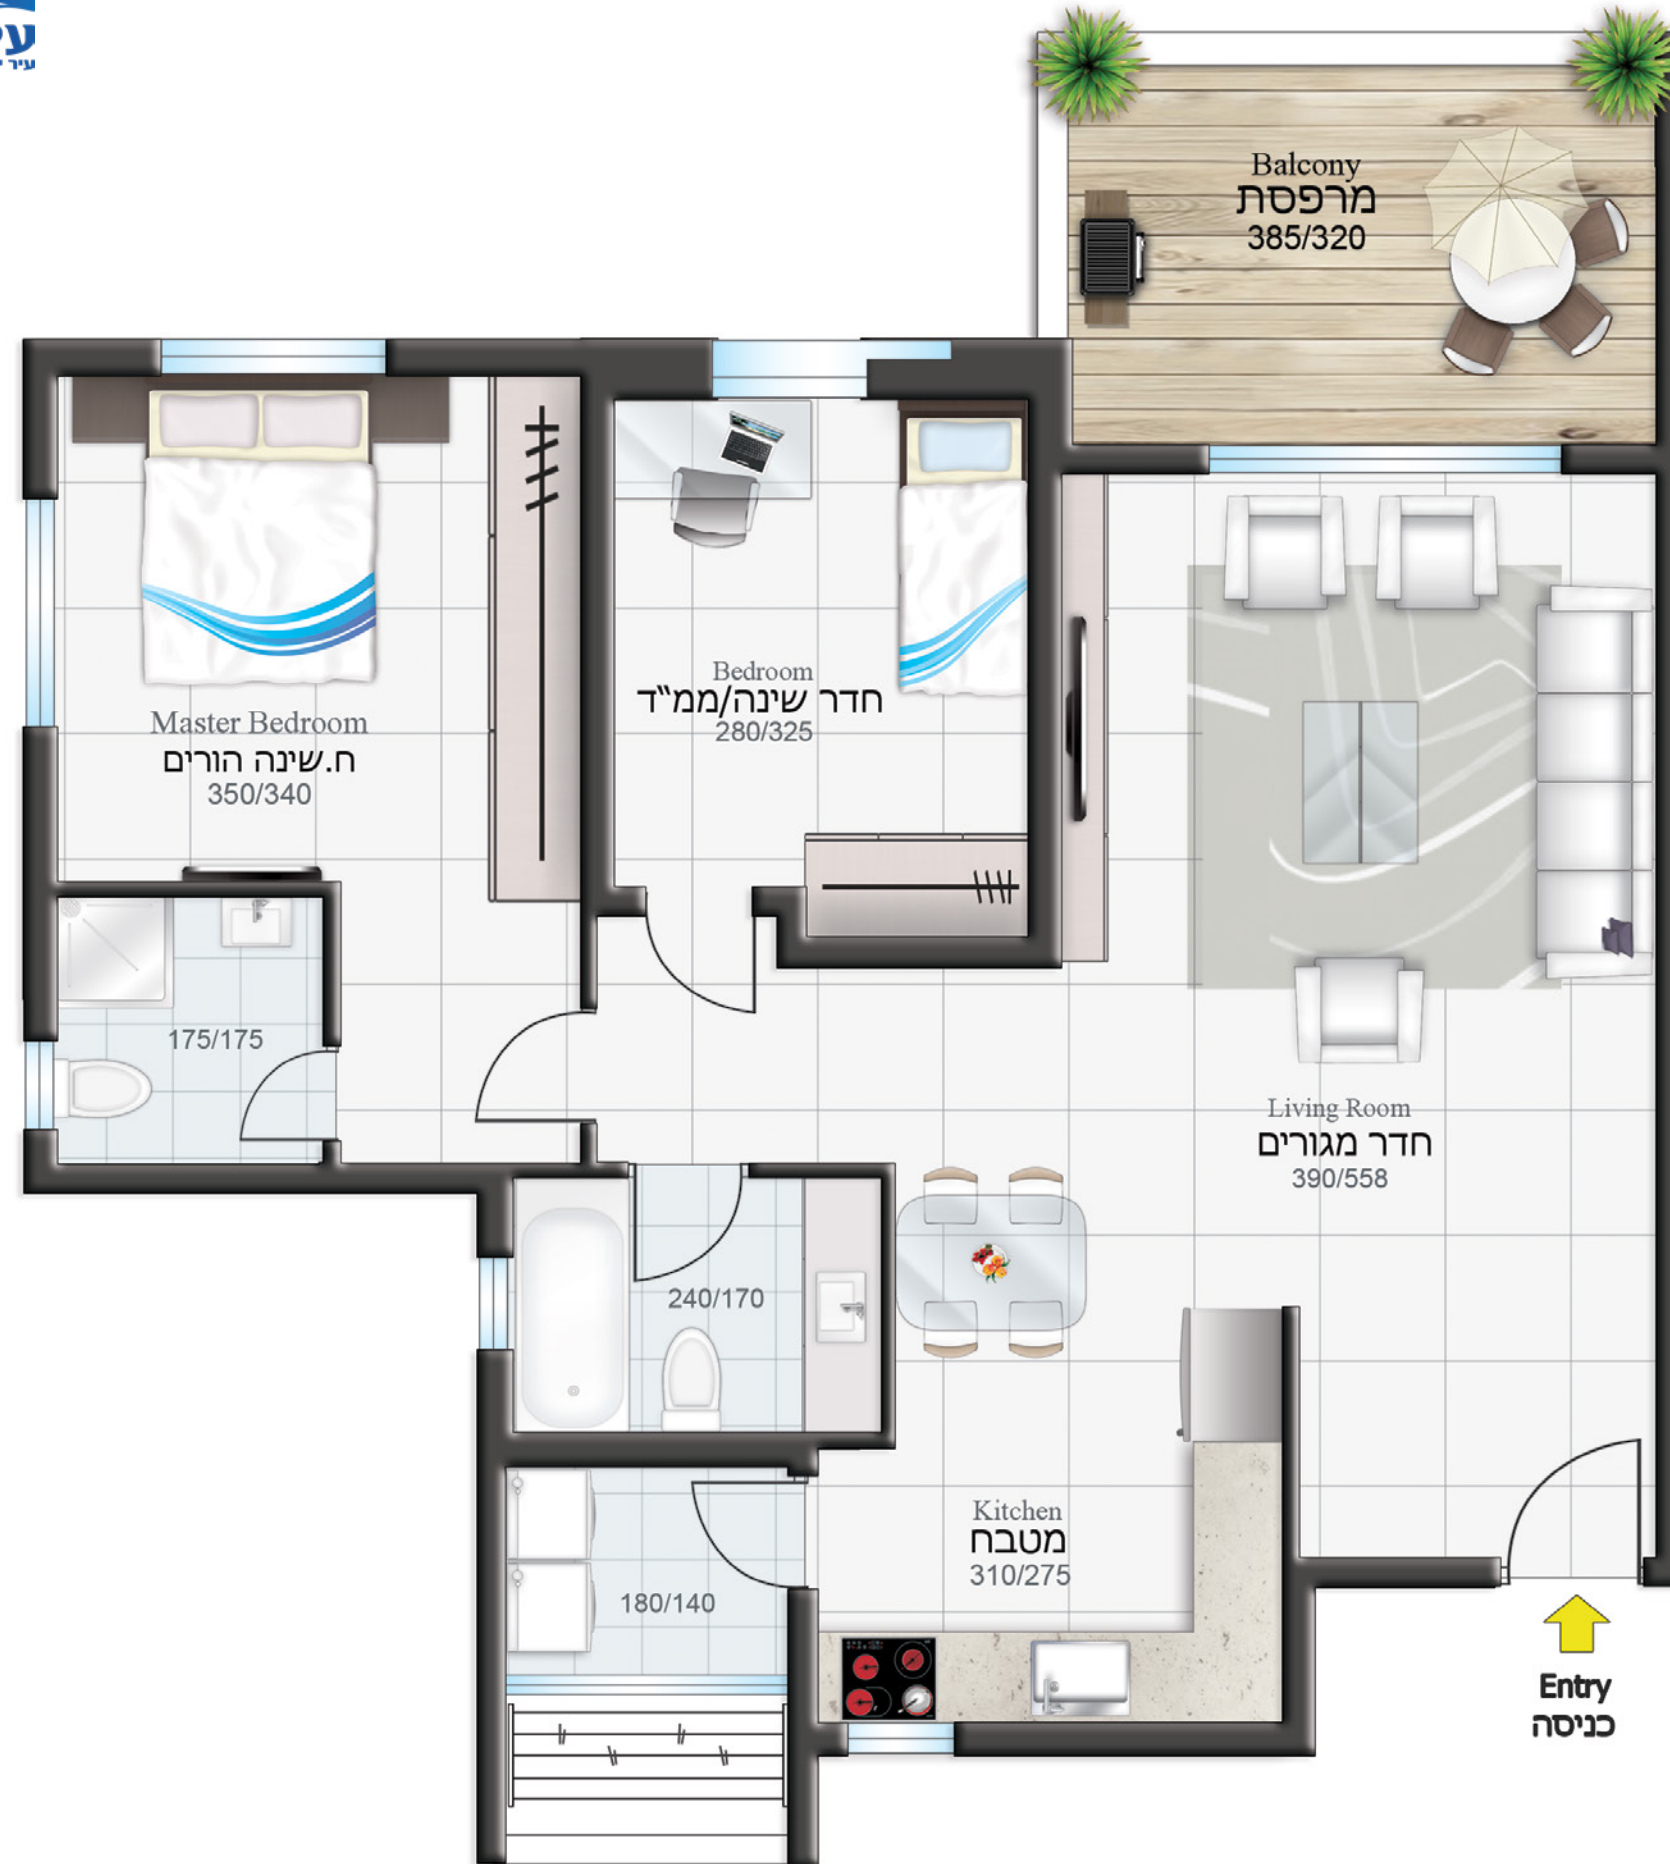 עיר
Balcony
מרפסת
385/320
Bedroom
חדר שינה/ממ"ד
280/325
Master Bedroom
ח.שינה הורים
350/340
175/175
Living Room
חדר מגורים
390/558
240/170
Kitchen
מטבח
310/275
180/140
Entry
כניסה